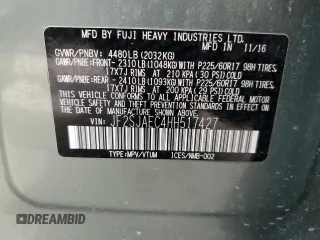 MFD. BY FUJI HEAVY INDUSTRIES LTD. IN 11/16
GVWR/PNBV: 4480LB (2032KG)
GAWR/PNBE:FRONT-2310LB(1048KG)WITH P225/60R17 98H TIRES,
17X7J RIMS AT 210 KPA (30 PSI) COLD
GAWR/PNBE:REAR - 2410LB(1093KG)WITH P225/60R17 98H TIRES,
17X7J RIMS AT 200 KPA (29 PSI) COLD
THIS VEHICLE CONFORMS TO ALL APPLICABLE
FEDERAL MOTOR VEHICLE SAFETY, BUMPER,
AND THEFT PREVENTION STANDARDS IN EFFECT
ON THE DATE OF MANUFACTURE SHOWN ABOVE.
VIN: JF2SJAEC4HH517427
TYPE:MPV/VTUM ICES/NMB-002